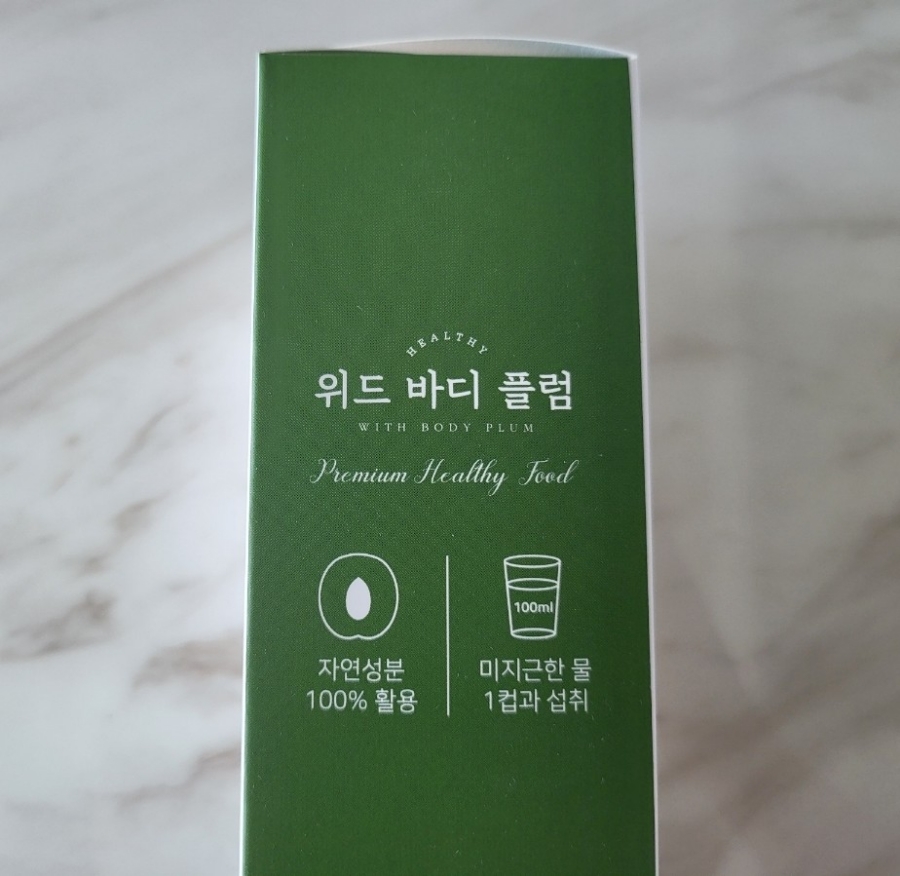 HEALTHY
위드 바디 플럼
WITH BODY PLUM
Premium Healthy Food
100ml
자연성분
100% 활용
미지근한 물
1컵과 섭취